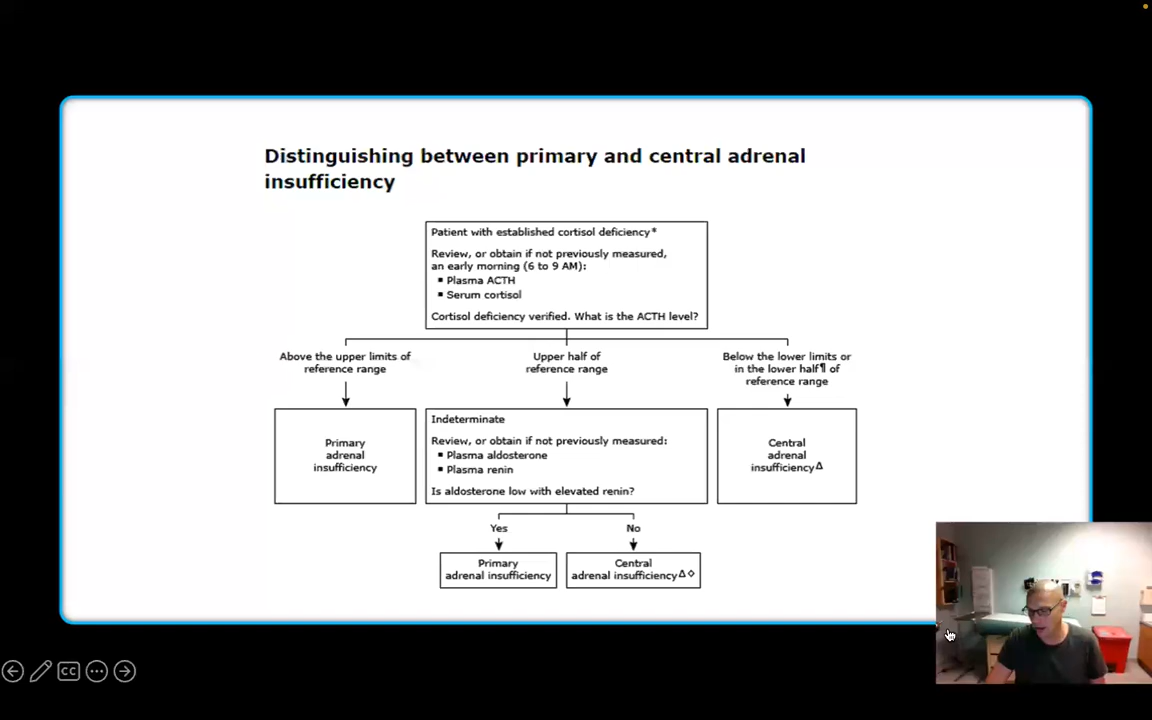 Distinguishing between primary and central adrenal
insufficiency
Patient with established cortisol deficiency*
Review, or obtain if not previously measured,
an early morning (6 to 9 AM):
▪ Plasma ACTH
▪ Serum cortisol
Cortisol deficiency verified. What is the ACTH level?
Above the upper limits of
reference range
Upper half of
reference range
Below the lower limits or
in the lower half¶ of
reference range
Primary
adrenal
insufficiency
Indeterminate
Review, or obtain if not previously measured:
▪ Plasma aldosterone
▪ Plasma renin
Is aldosterone low with elevated renin?
Central
adrenal
insufficiencyΔ
Yes
No
Primary
adrenal insufficiency
Central
adrenal insufficiencyΔ◇
CC